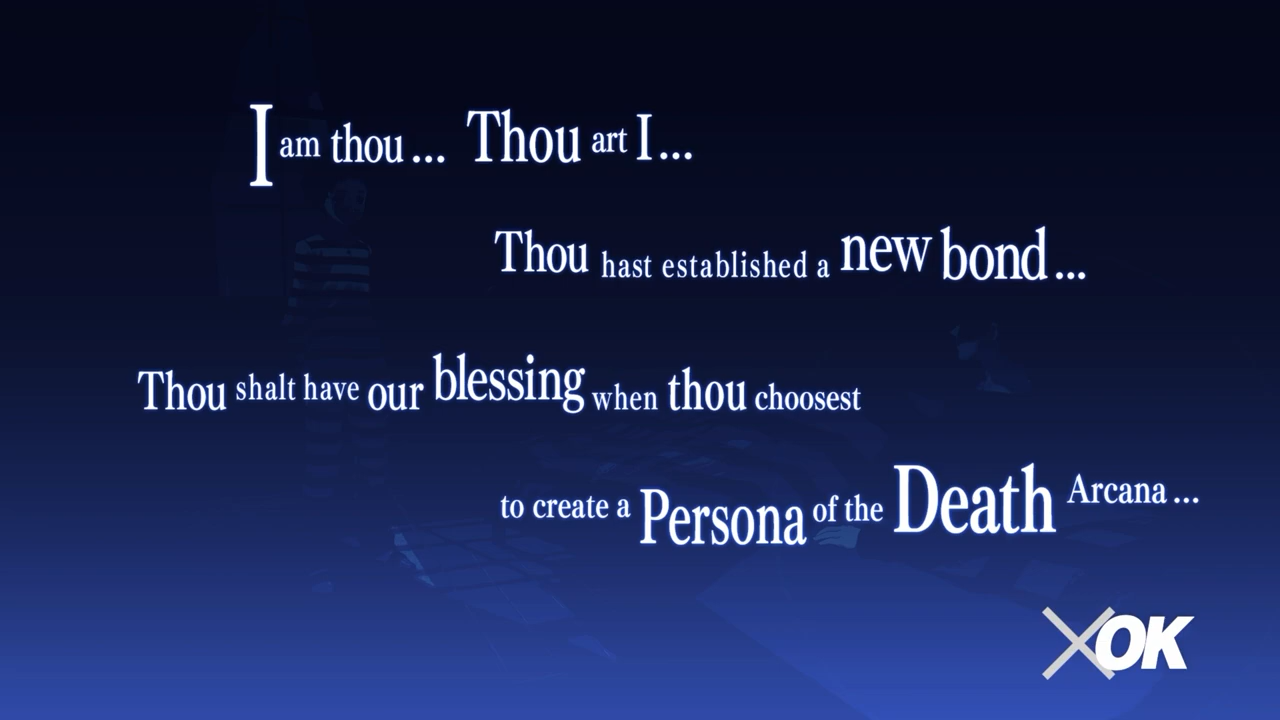 I am thou... Thou art I...
Thou hast established a new bond...
Thou shalt have our blessing when thou choosest
to create a Persona of the Death Arcana...
OK